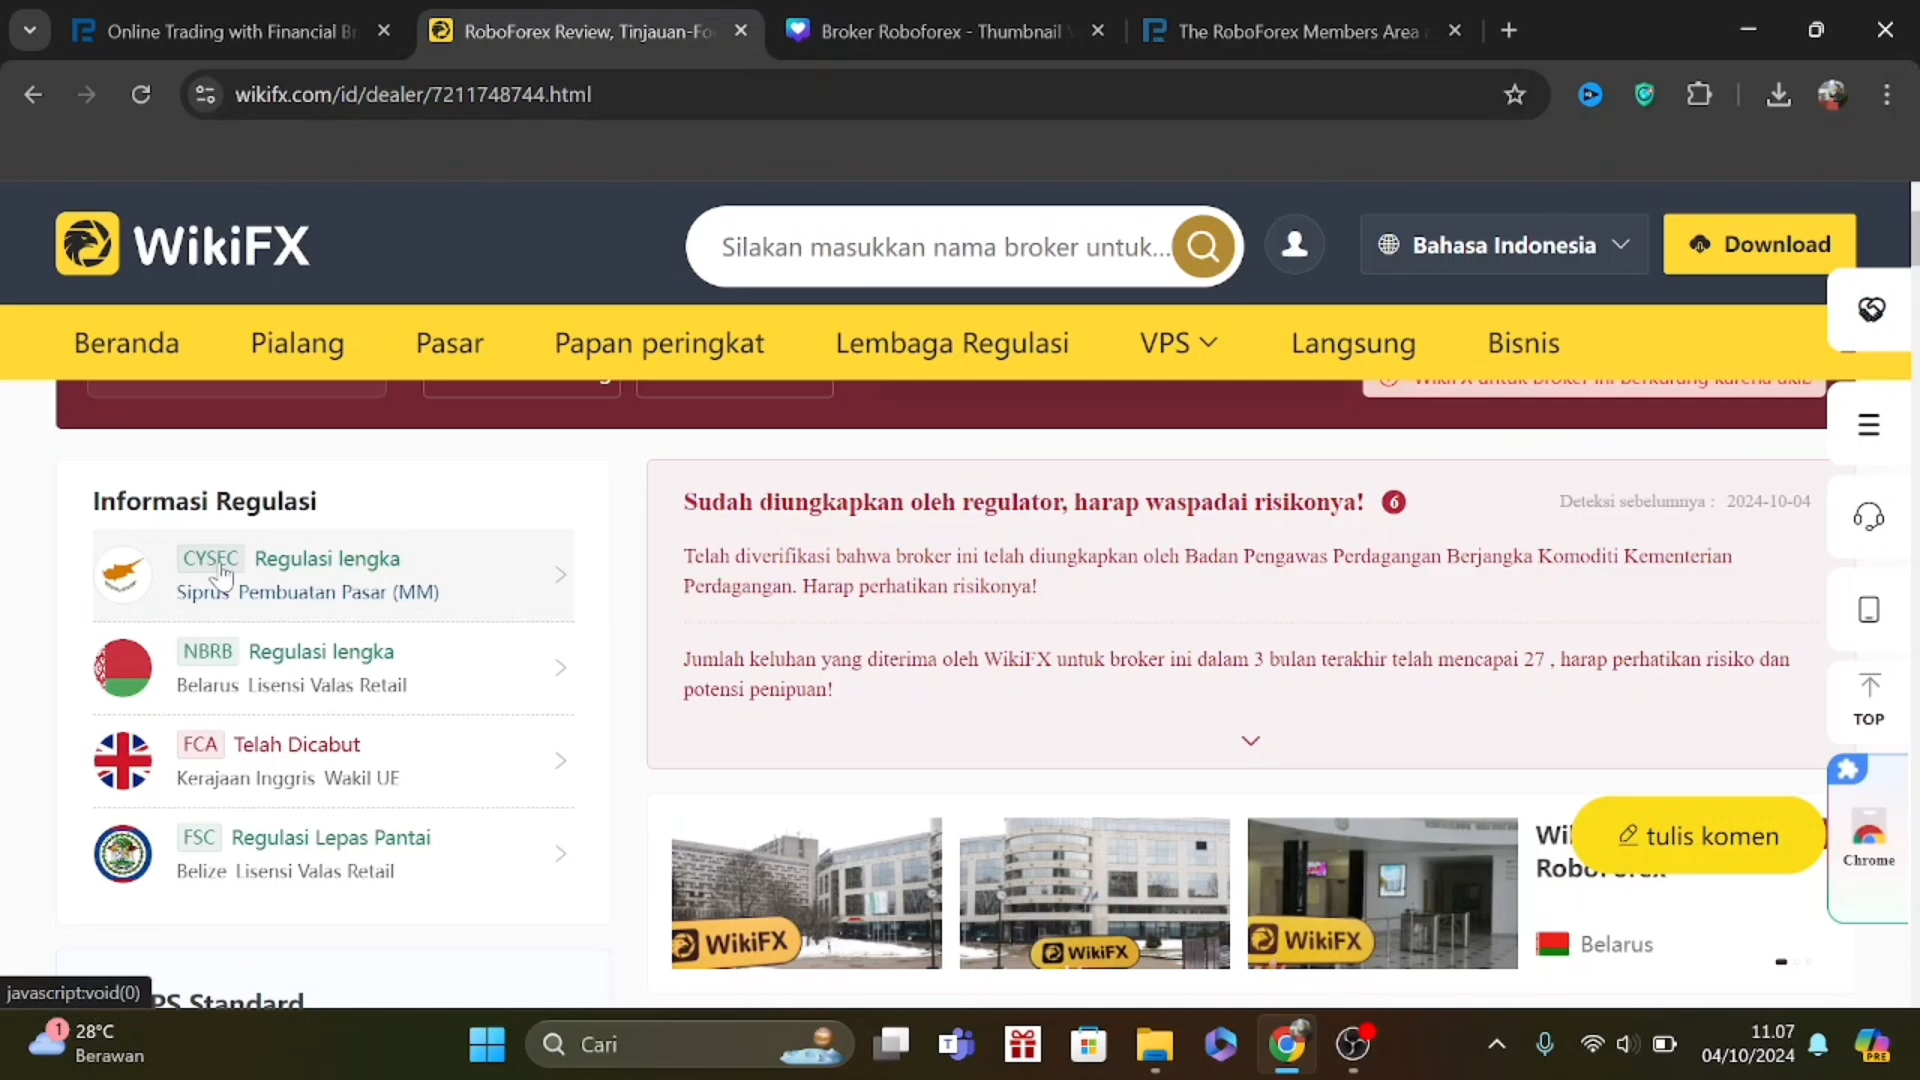 Online Trading with Financial Br
RoboForex Review, Tinjauan-Fo
Broker Roboforex - Thumbnail
The RoboForex Members Area
wikifx.com/id/dealer/7211748744.html
WikiFX
Silakan masukkan nama broker untuk...
Bahasa Indonesia
Download
Beranda
Pialang
Pasar
Papan peringkat
Lembaga Regulasi
VPS
Langsung
Bisnis
Informasi Regulasi
CYSEC Regulasi lengka
Siprus Pembuatan Pasar (MM)
NBRB Regulasi lengka
Belarus Lisensi Valas Retail
FCA Telah Dicabut
Kerajaan Inggris Wakil UE
FSC Regulasi Lepas Pantai
Belize Lisensi Valas Retail
Sudah diungkapkan oleh regulator, harap waspadai risikonya! 6
Deteksi sebelumnya : 2024-10-04
Telah diverifikasi bahwa broker ini telah diungkapkan oleh Badan Pengawas Perdagangan Berjangka Komoditi Kementerian
Perdagangan. Harap perhatikan risikonya!
Jumlah keluhan yang diterima oleh WikiFX untuk broker ini dalam 3 bulan terakhir telah mencapai 27 , harap perhatikan risiko dan
potensi penipuan!
TOP
Chrome
WikiFX
WikiFX
WikiFX
tulis komen
Belarus
javascript:void(0)
Standard
1
28°C
Berawan
Cari
11.07
04/10/2024
PRE